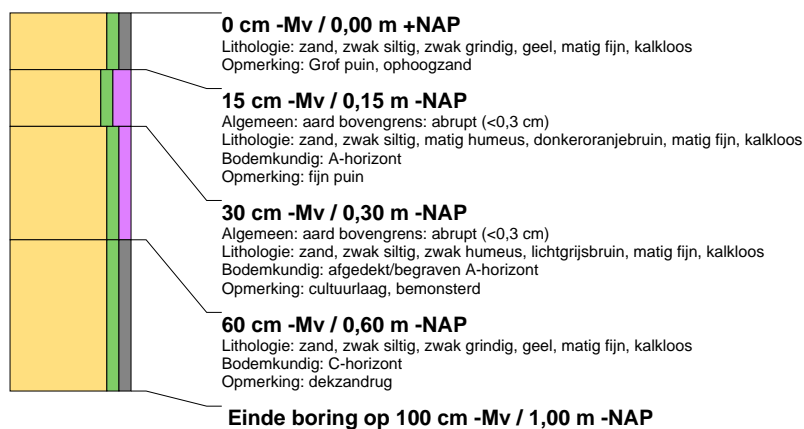 0 cm -Mv / 0,00 m +NAP
Lithologie: zand, zwak siltig, zwak grindig, geel, matig fijn, kalkloos
Opmerking: Grof puin, ophoogzand
15 cm -Mv / 0,15 m -NAP
Algemeen: aard bovengrens: abrupt (<0,3 cm)
Lithologie: zand, zwak siltig, matig humeus, donkeroranjebruin, matig fijn, kalkloos
Bodemkundig: A-horizont
Opmerking: fijn puin
30 cm -Mv / 0,30 m -NAP
Algemeen: aard bovengrens: abrupt (<0,3 cm)
Lithologie: zand, zwak siltig, zwak humeus, lichtgrijsbruin, matig fijn, kalkloos
Bodemkundig: afgedekt/begraven A-horizont
Opmerking: cultuurlaag, bemonsterd
60 cm -Mv / 0,60 m -NAP
Lithologie: zand, zwak siltig, zwak grindig, geel, matig fijn, kalkloos
Bodemkundig: C-horizont
Opmerking: dekzandrug
Einde boring op 100 cm -Mv / 1,00 m -NAP